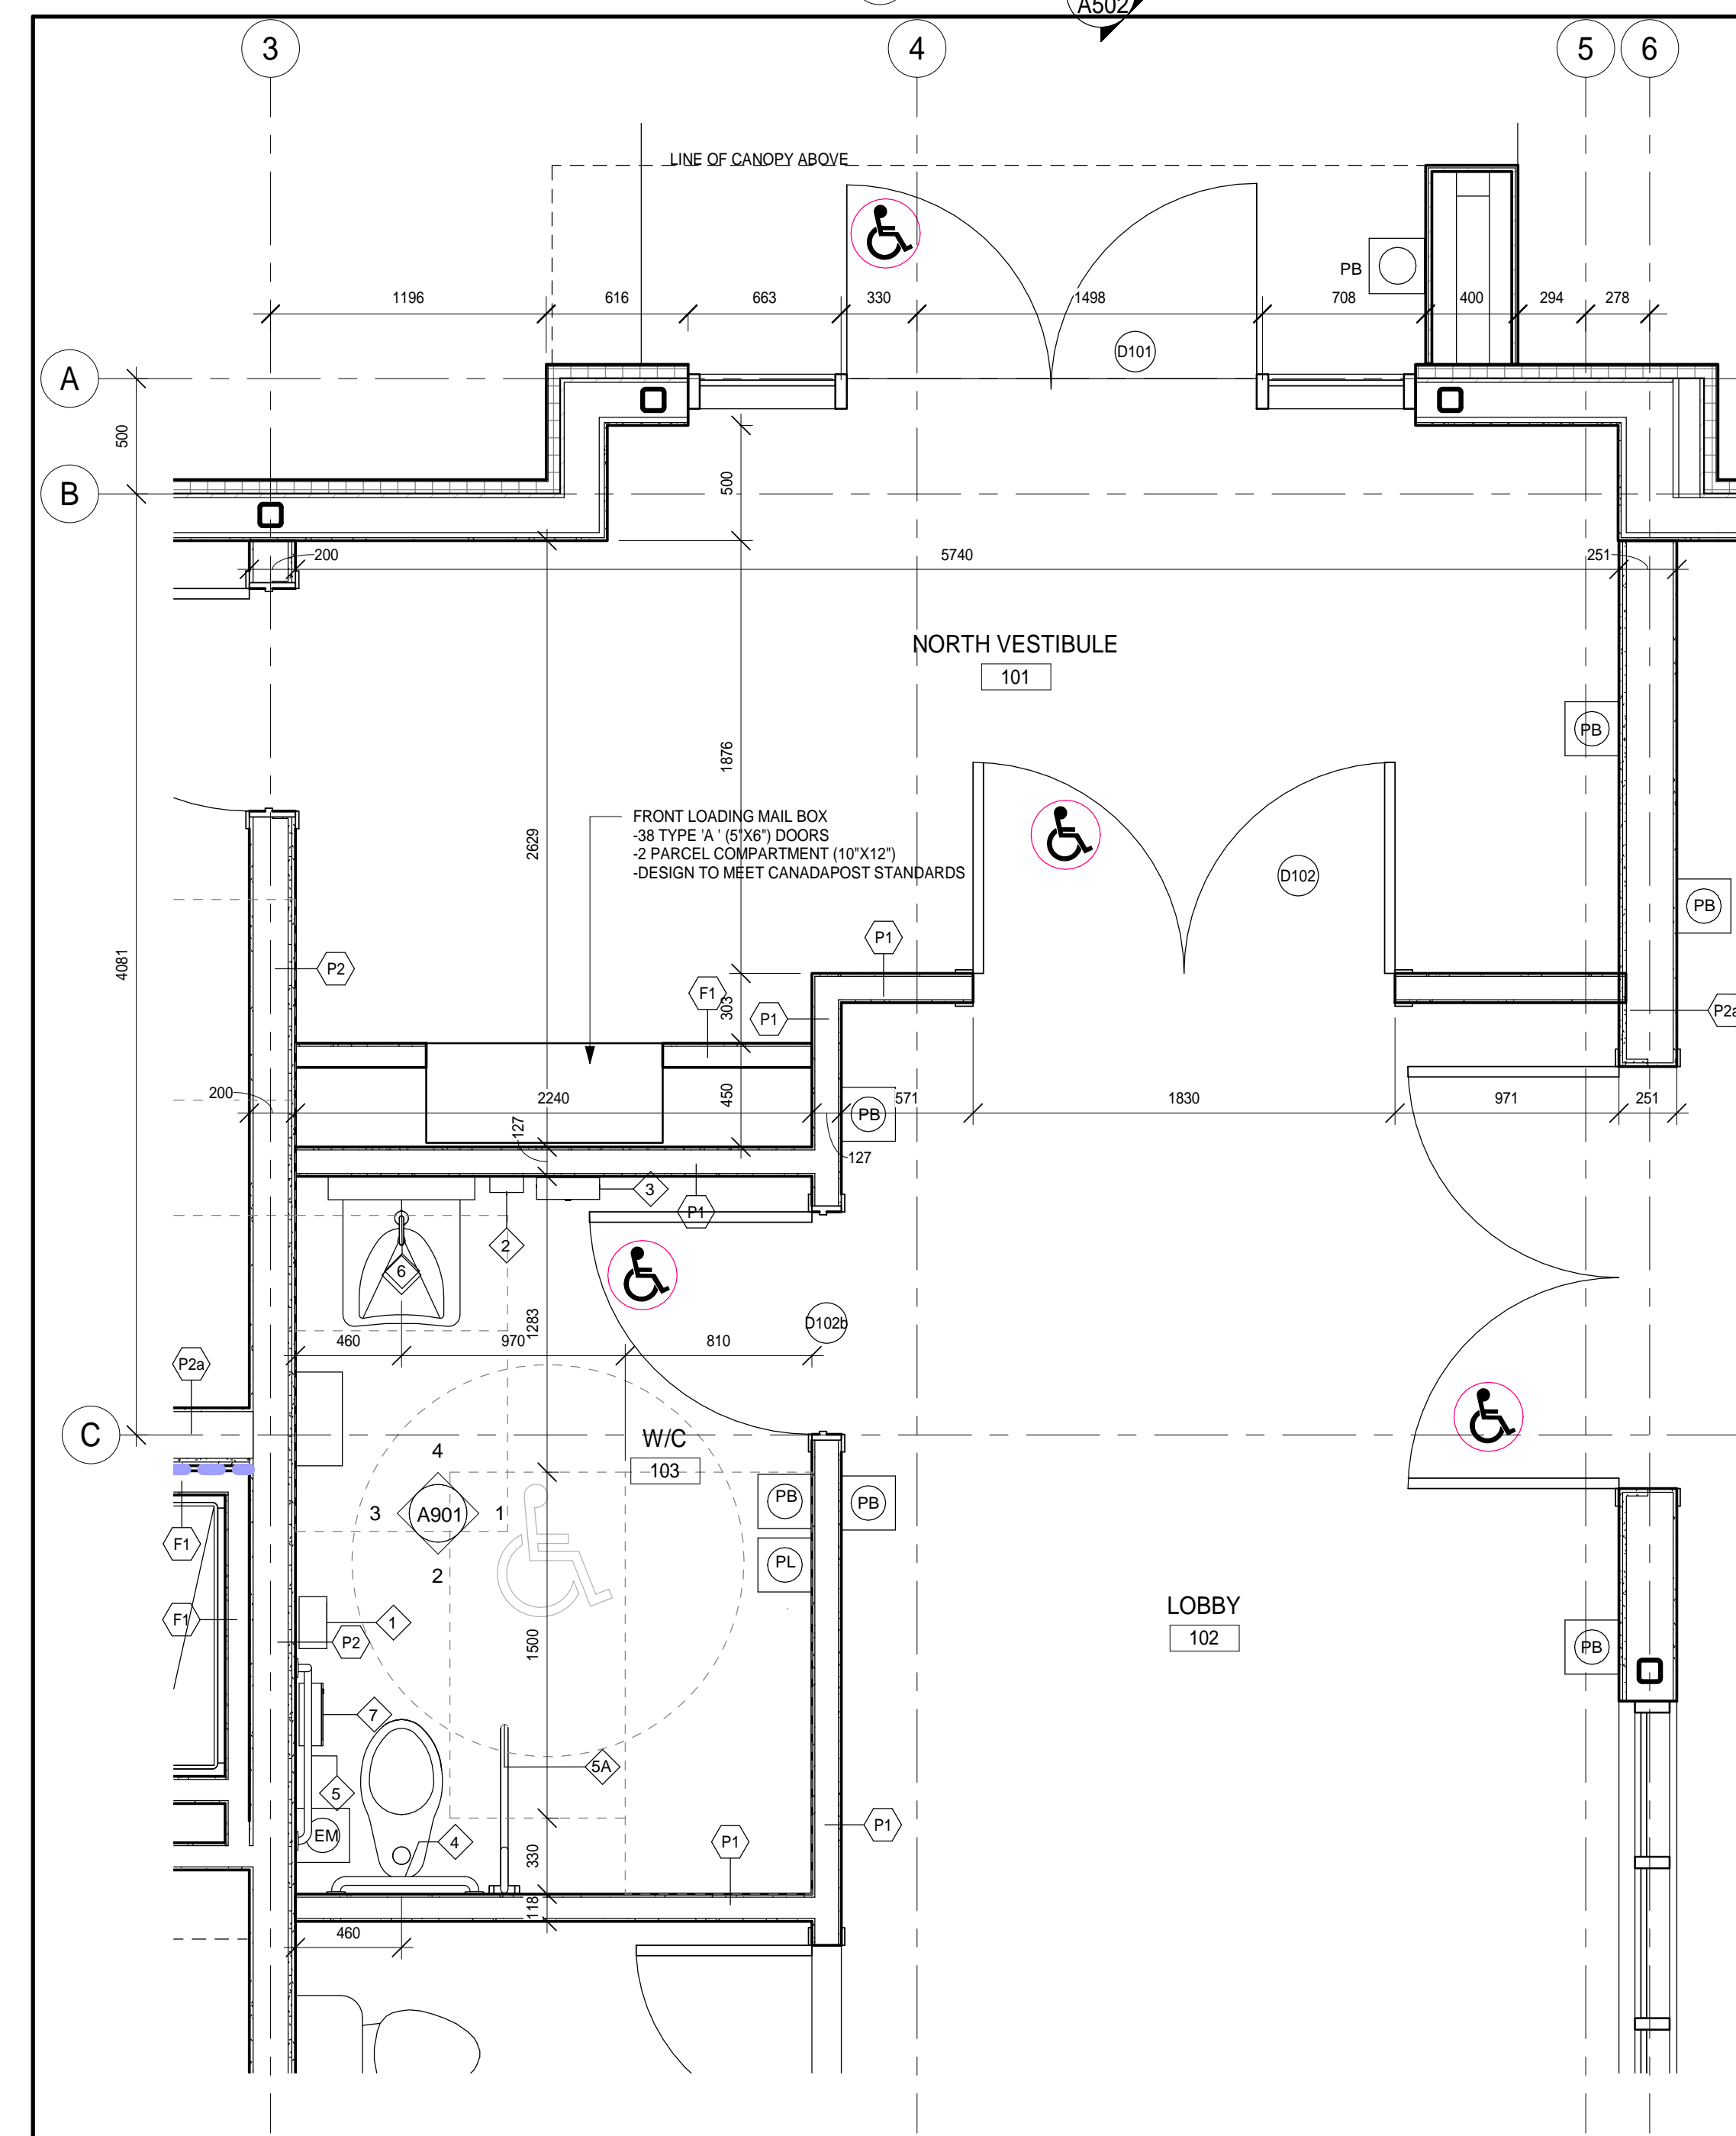 A502
3
4
5
6
LINE OF CANOPY ABOVE
PB
1196
616
663
330
1498
708
400
294
278
D101
A
500
B
500
200
5740
251
NORTH VESTIBULE
101
PB
1876
FRONT LOADING MAIL BOX
-38 TYPE 'A ' (5"X6") DOORS
-2 PARCEL COMPARTMENT (10"X12")
-DESIGN TO MEET CANADAPOST STANDARDS
2629
D102
PB
P1
4081
P2
F1
303
P1
P2a
200
2240
450
PB
571
1830
971
251
127
127
3
P1
2
6
1283
D102b
460
970
810
P2a
C
W/C
103
4
3
A901
1
2
PB
PB
PL
F1
F1
1
P2
1500
LOBBY
102
PB
7
5A
5
EM
4
P1
P1
330
118
460